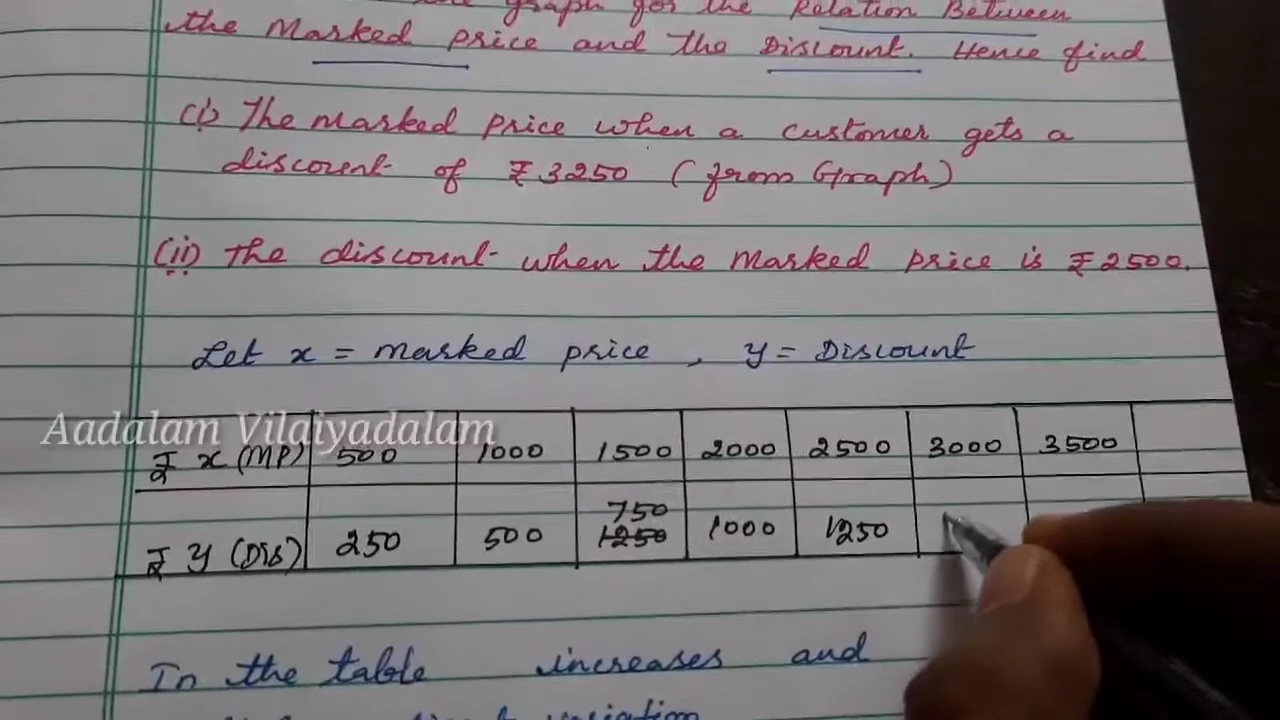 graph for the Relation Between
the Marked price and the Discount. Hence find
(i) The marked price when a customer gets a
discount of ₹ 3250 (from Graph)
(ii) the discount when the marked price is ₹ 2500.
Let x = marked price , y = Discount
Aadalam Vilaiyadalam
₹ x (MP) 500 1000 1500 2000 2500 3000 3500
750
₹ y (Dis) 250 500 1250 1000 1250
In the table increases and
variation